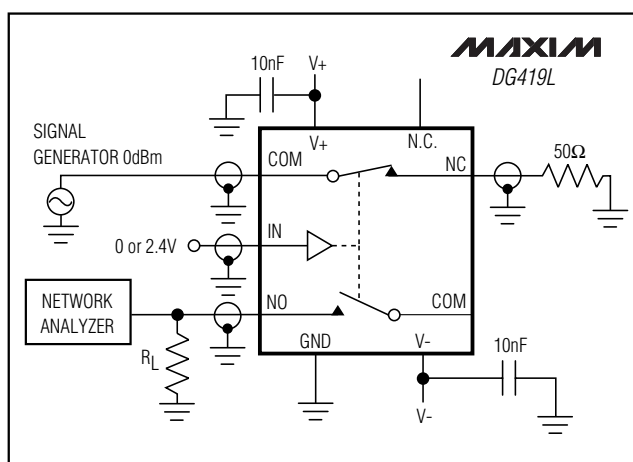 MAXIM
DG419L
10nF
V+
V+
N.C.
SIGNAL
GENERATOR 0dBm
COM
NC
50Ω
IN
0 or 2.4V
NETWORK
ANALYZER
NO
COM
RL
GND
V-
10nF
V-